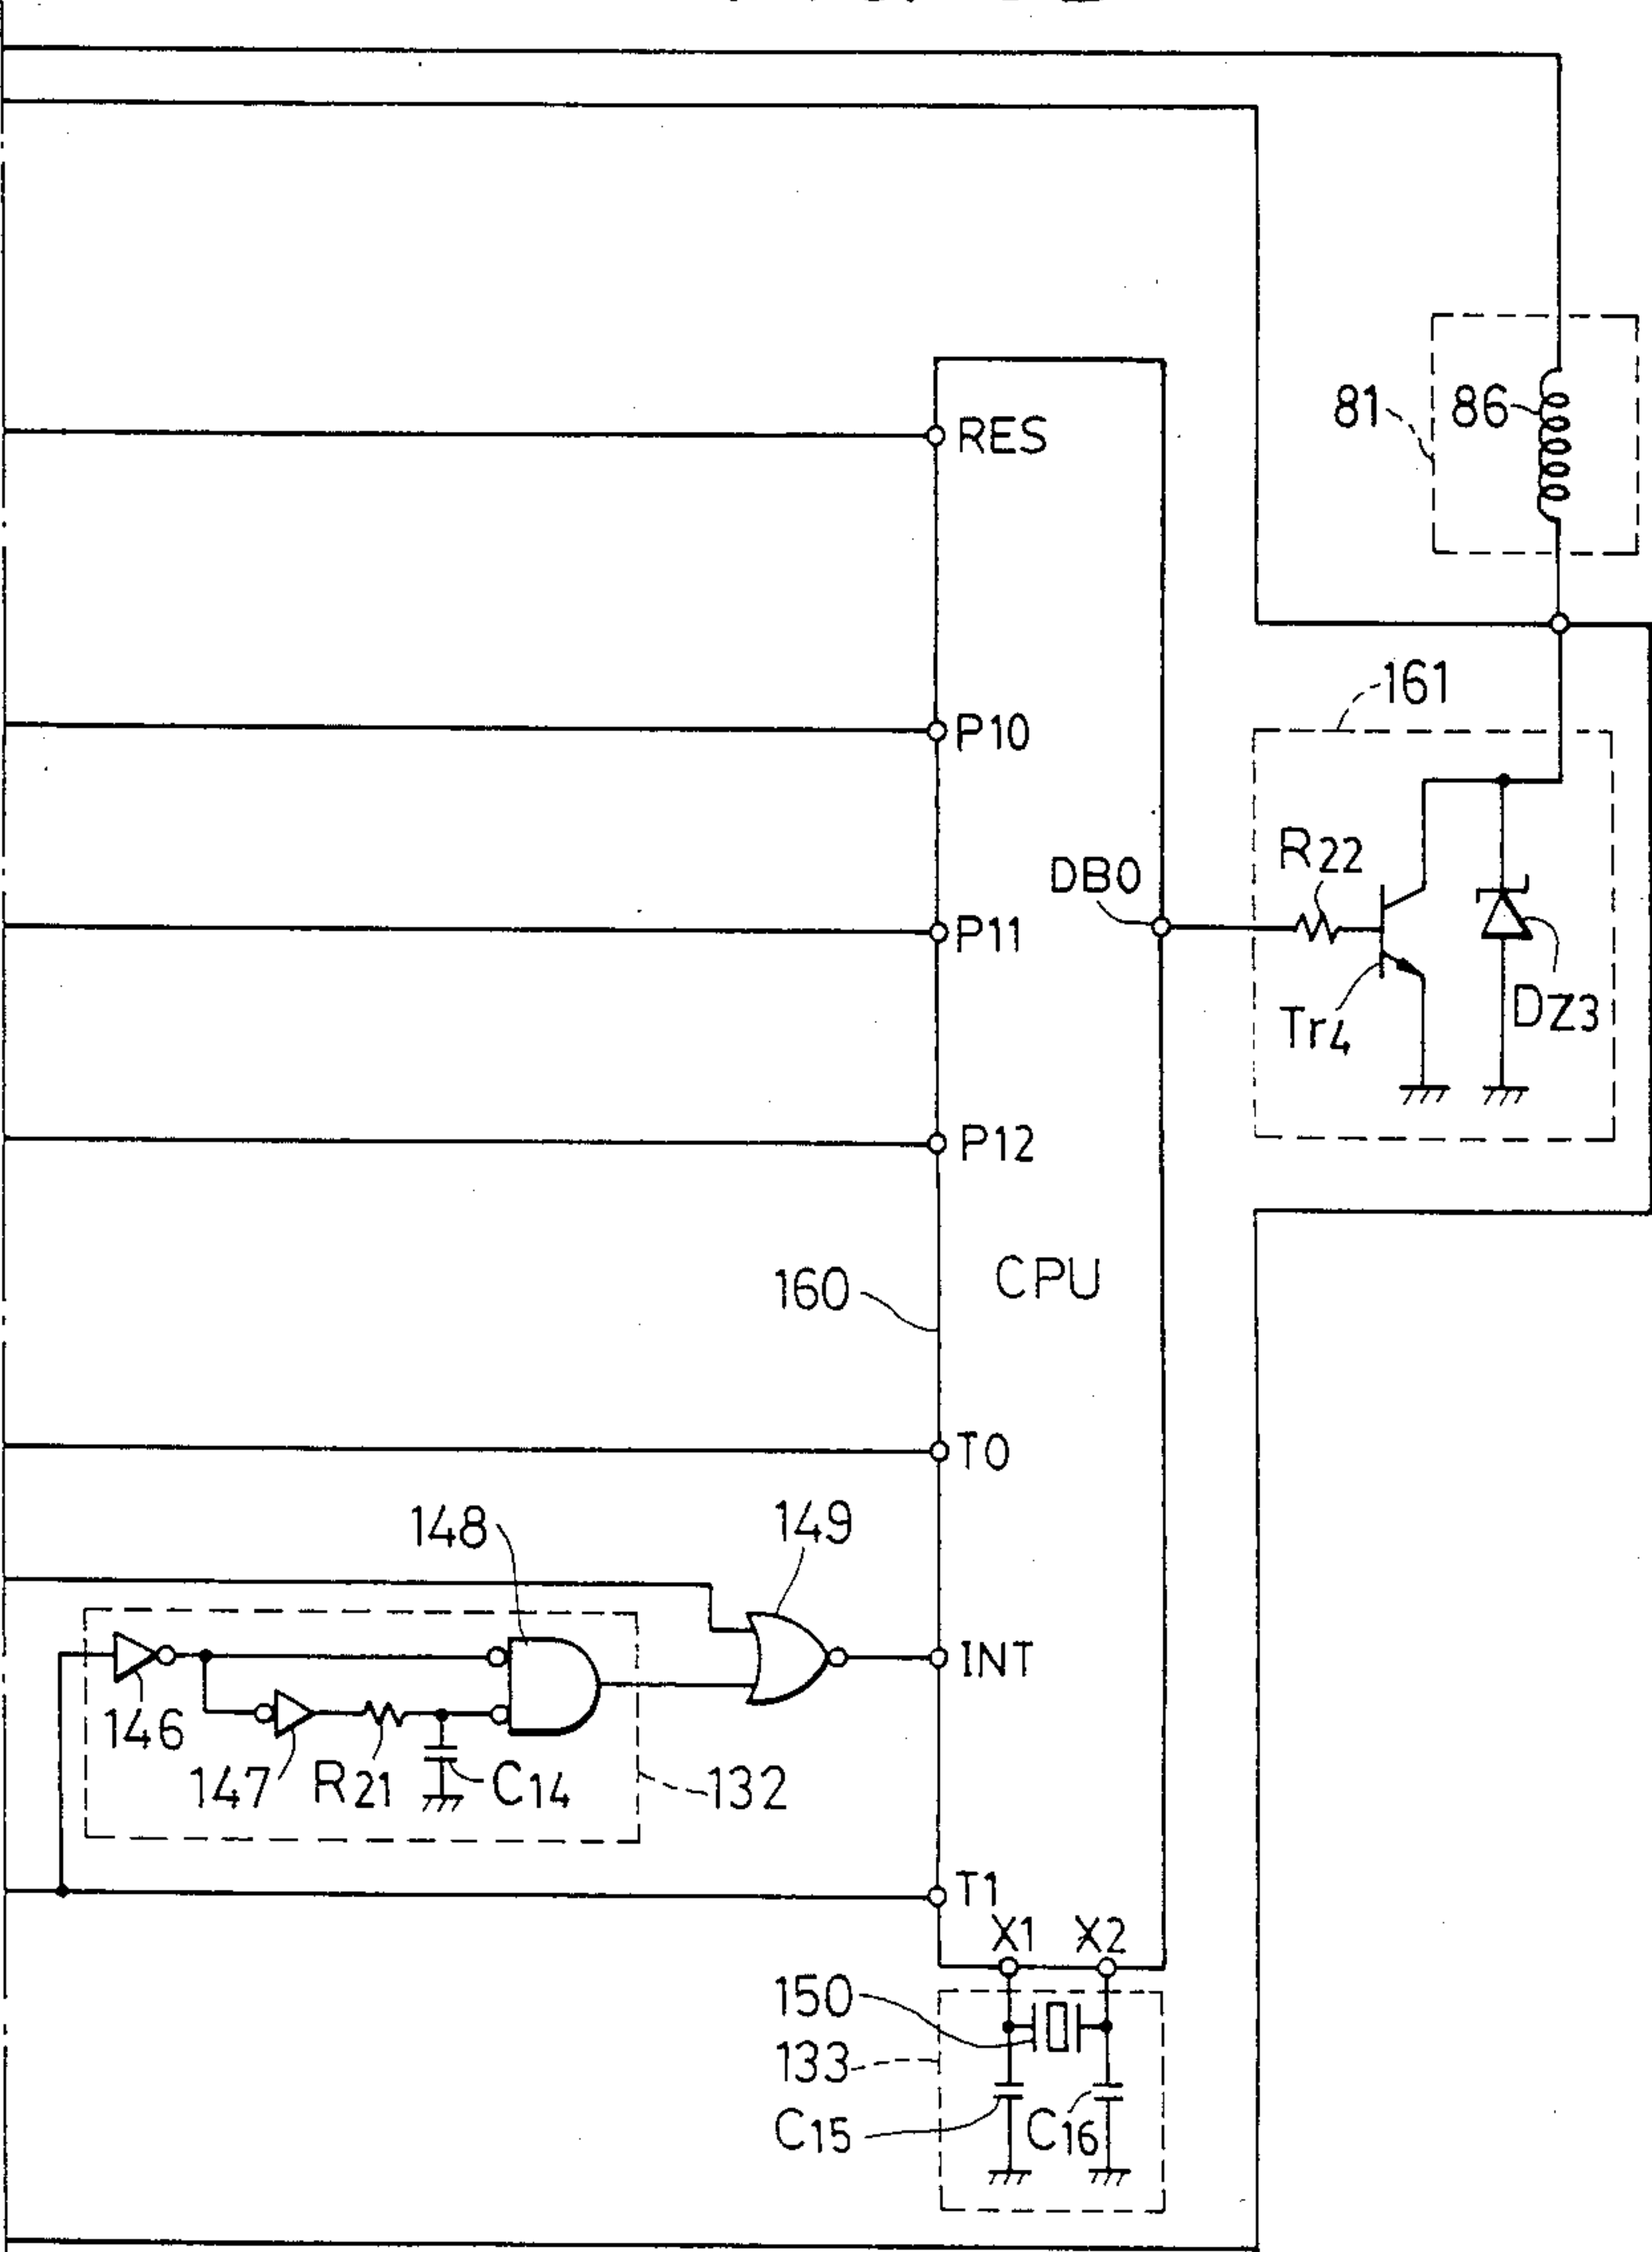 81
86
RES
161
P10
R22
DB0
P11
Tr4
DZ3
P12
CPU
160
T0
148
149
INT
146
147
R21
C14
132
T1
X1
X2
150
133
C15
C16